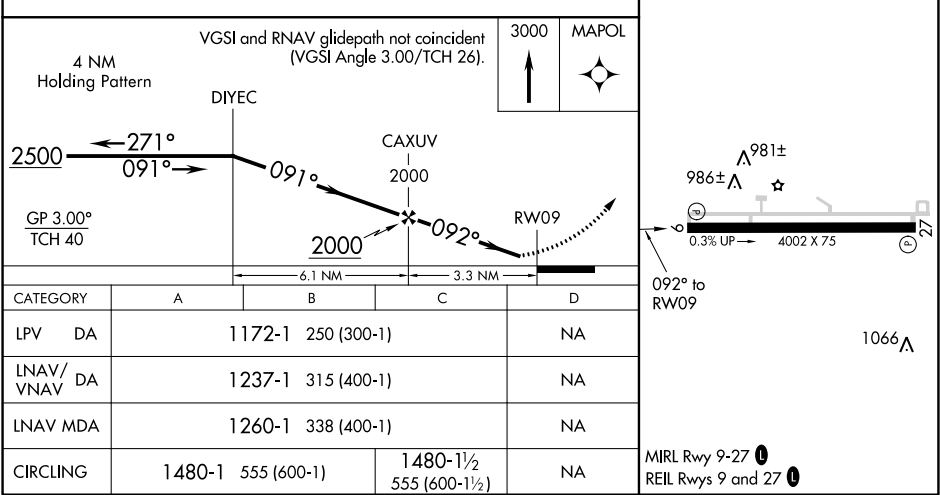 VGSI and RNAV glidepath not coincident
(VGSI Angle 3.00/TCH 26).
3000
MAPOL
4 NM
Holding Pattern
DIYEC
CAXUV
2000
2500
271°
091°
091°
2000
092°
RW09
GP 3.00°
TCH 40
6.1 NM
3.3 NM
CATEGORY A B C D
LPV DA 1172-1 250 (300-1) NA
LNAV/VNAV DA 1237-1 315 (400-1) NA
LNAV MDA 1260-1 338 (400-1) NA
CIRCLING 1480-1 555 (600-1) 1480-1½ 555 (600-1½) NA
981±
986±
P
9
27
0.3% UP
4002 X 75
P
092° to
RW09
1066
MIRL Rwy 9-27 L
REIL Rwys 9 and 27 L